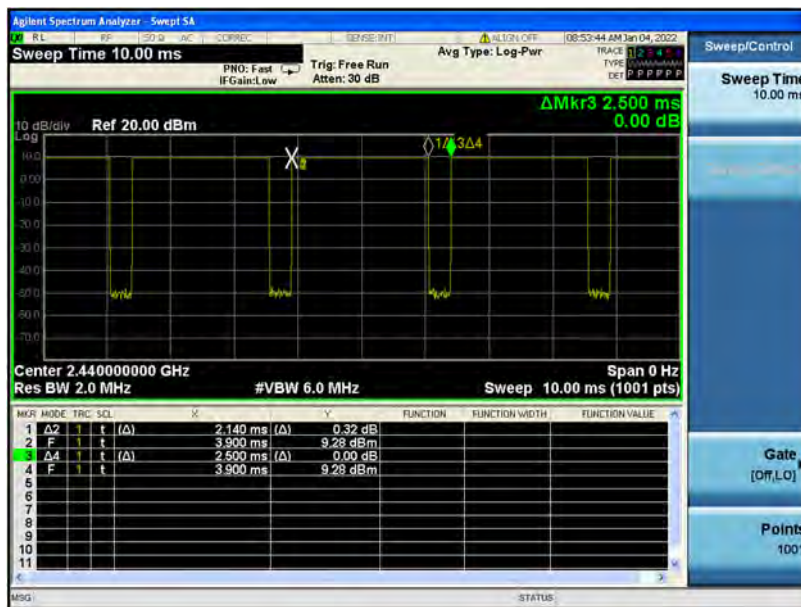 Agilent Spectrum Analyzer - Swept SA
RL RF 50 Ω AC CORREC SENSE:INT ALIGN OFF 08:53:44 AM Jan 04, 2022
Sweep Time 10.00 ms
PNO: Fast
IFGain:Low
Trig: Free Run
Atten: 30 dB
Avg Type: Log-Pwr
TRACE 1 2 3 4 5 6
TYPE
DET P P P P P P
ΔMkr3 2.500 ms
0.00 dB
10 dB/div Ref 20.00 dBm
Log
10.0
0.00
-10.0
-20.0
-30.0
-40.0
-50.0
-60.0
-70.0
1Δ 3Δ4
Center 2.440000000 GHz Span 0 Hz
Res BW 2.0 MHz #VBW 6.0 MHz Sweep 10.00 ms (1001 pts)
MKR MODE TRC SCL X Y FUNCTION FUNCTION WIDTH FUNCTION VALUE
1 Δ2 1 t (Δ) 2.140 ms (Δ) 0.32 dB
2 F 1 t 3.900 ms 9.28 dBm
3 Δ4 1 t (Δ) 2.500 ms (Δ) 0.00 dB
4 F 1 t 3.900 ms 9.28 dBm
5
6
7
8
9
10
11
MSG STATUS
Sweep/Control
Sweep Time
10.00 ms
Gate
[Off,LO]
Points
1001